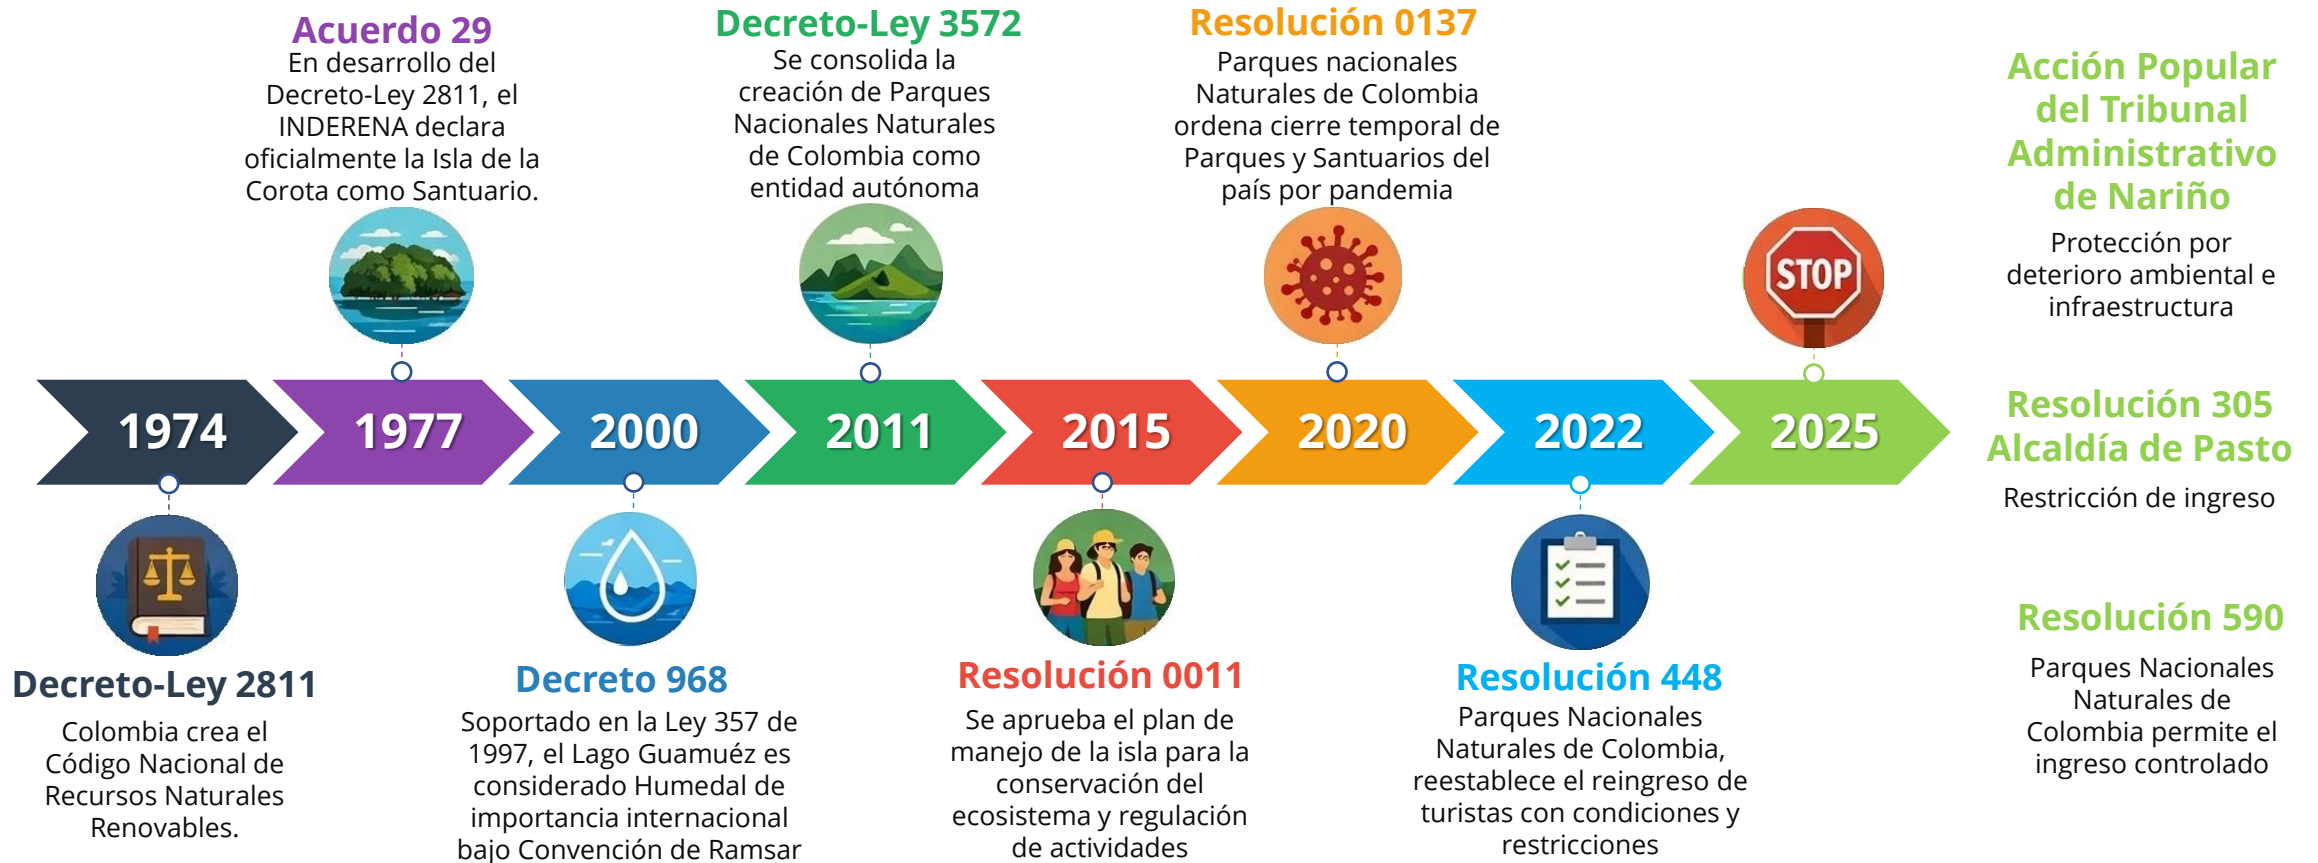 Acuerdo 29
En desarrollo del
Decreto-Ley 2811, el
INDERENA declara
oficialmente la Isla de la
Corota como Santuario.
Decreto-Ley 3572
Se consolida la
creación de Parques
Nacionales Naturales
de Colombia como
entidad autónoma
Resolución 0137
Parques nacionales
Naturales de Colombia
ordena cierre temporal de
Parques y Santuarios del
país por pandemia
STOP
Acción Popular
del Tribunal
Administrativo
de Nariño
Protección por
deterioro ambiental e
infraestructura
1974
1977
2000
2011
2015
2020
2022
2025
Resolución 305
Alcaldía de Pasto
Restricción de ingreso
Decreto-Ley 2811
Colombia crea el
Código Nacional de
Recursos Naturales
Renovables.
Decreto 968
Soportado en la Ley 357 de
1997, el Lago Guamuéz es
considerado Humedal de
importancia internacional
bajo Convención de Ramsar
Resolución 0011
Se aprueba el plan de
manejo de la isla para la
conservación del
ecosistema y regulación
de actividades
Resolución 448
Parques Nacionales
Naturales de Colombia,
reestablece el reingreso de
turistas con condiciones y
restricciones
Resolución 590
Parques Nacionales
Naturales de
Colombia permite el
ingreso controlado